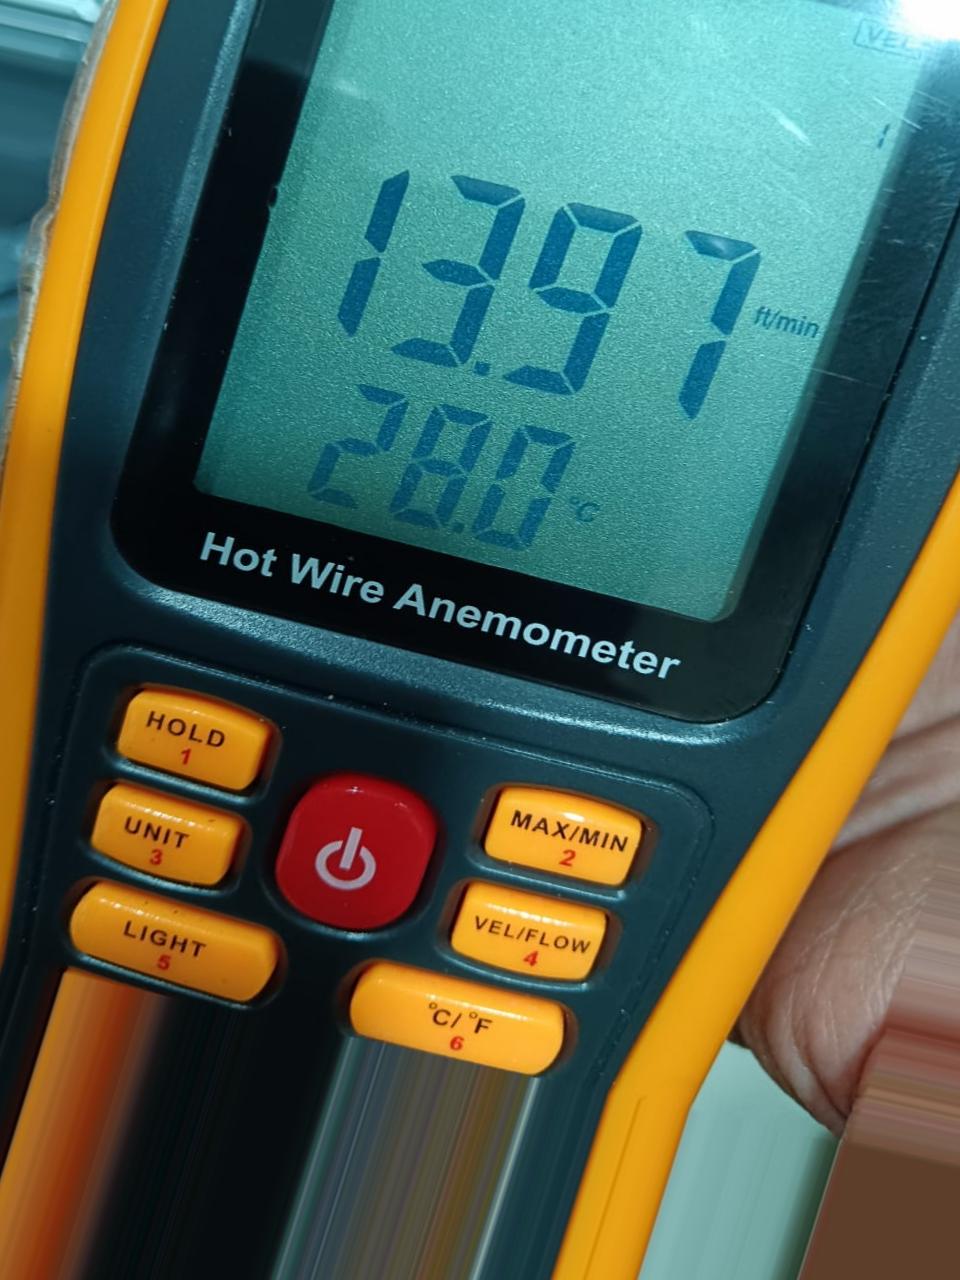 VEL
13.97 ft/min
28.0 °C
Hot Wire Anemometer
HOLD
1
UNIT
3
LIGHT
5
MAX/MIN
2
VEL/FLOW
4
°C/°F
6